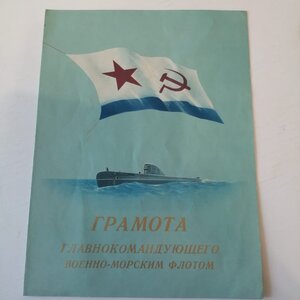 ГРАМОТА
ГЛАВНОКОМАНДУЮЩЕГО
ВОЕННО-МОРСКИМ ФЛОТОМ